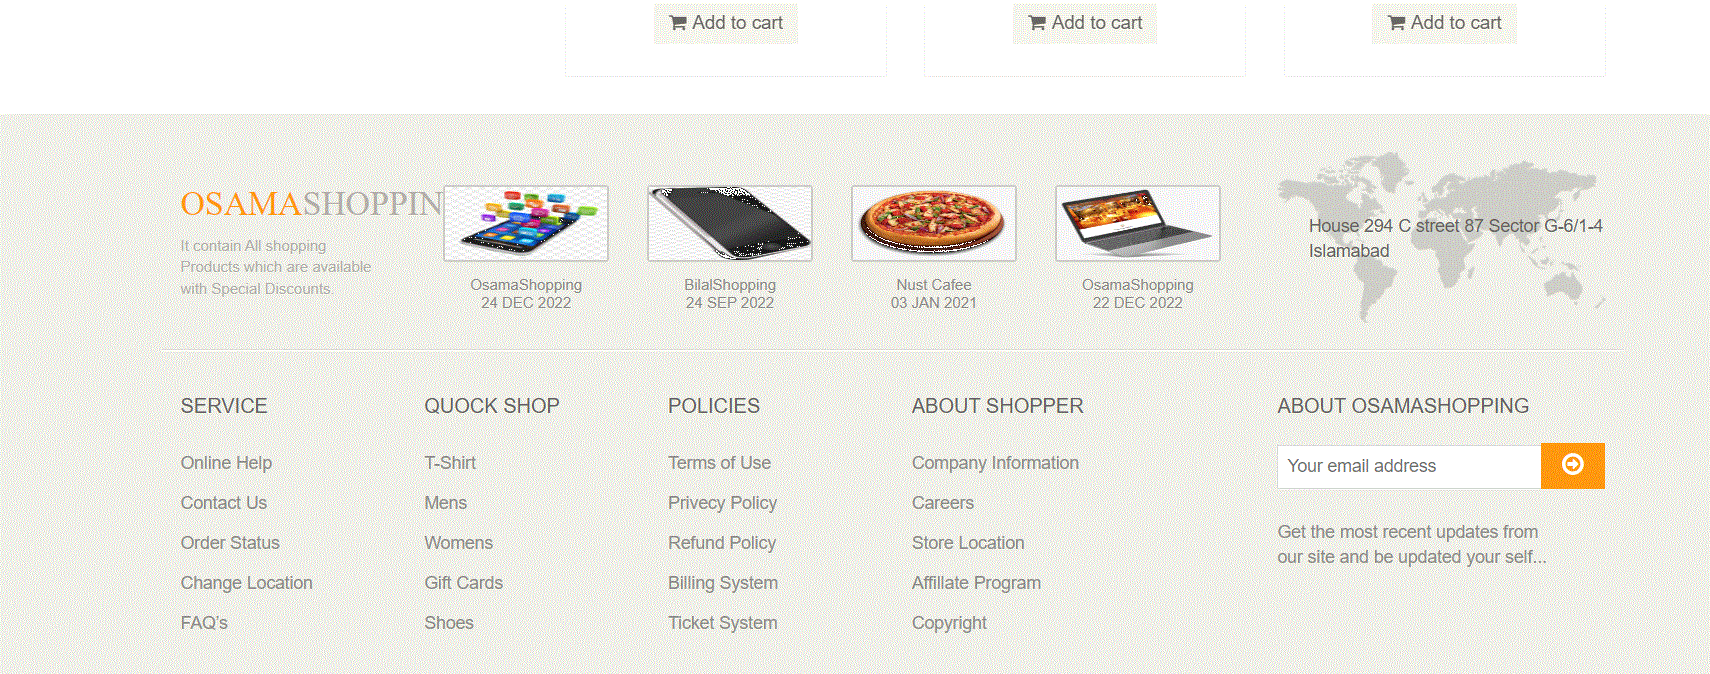 Add to cart
Add to cart
Add to cart
OSAMASHOPPIN
It contain All shopping
Products which are available
with Special Discounts.
OsamaShopping
24 DEC 2022
BilalShopping
24 SEP 2022
Nust Cafee
03 JAN 2021
OsamaShopping
22 DEC 2022
House 294 C street 87 Sector G-6/1-4
Islamabad
SERVICE
Online Help
Contact Us
Order Status
Change Location
FAQ's
QUOCK SHOP
T-Shirt
Mens
Womens
Gift Cards
Shoes
POLICIES
Terms of Use
Privecy Policy
Refund Policy
Billing System
Ticket System
ABOUT SHOPPER
Company Information
Careers
Store Location
Affillate Program
Copyright
ABOUT OSAMASHOPPING
Your email address
Get the most recent updates from
our site and be updated your self...